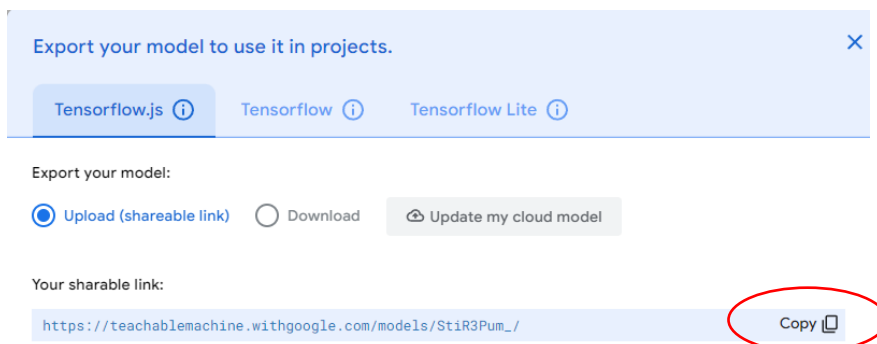 Export your model to use it in projects.
Tensorflow.js Tensorflow Tensorflow Lite
Export your model:
Upload (shareable link) Download Update my cloud model
Your sharable link:
https://teachablemachine.withgoogle.com/models/StiR3Pum_/ Copy